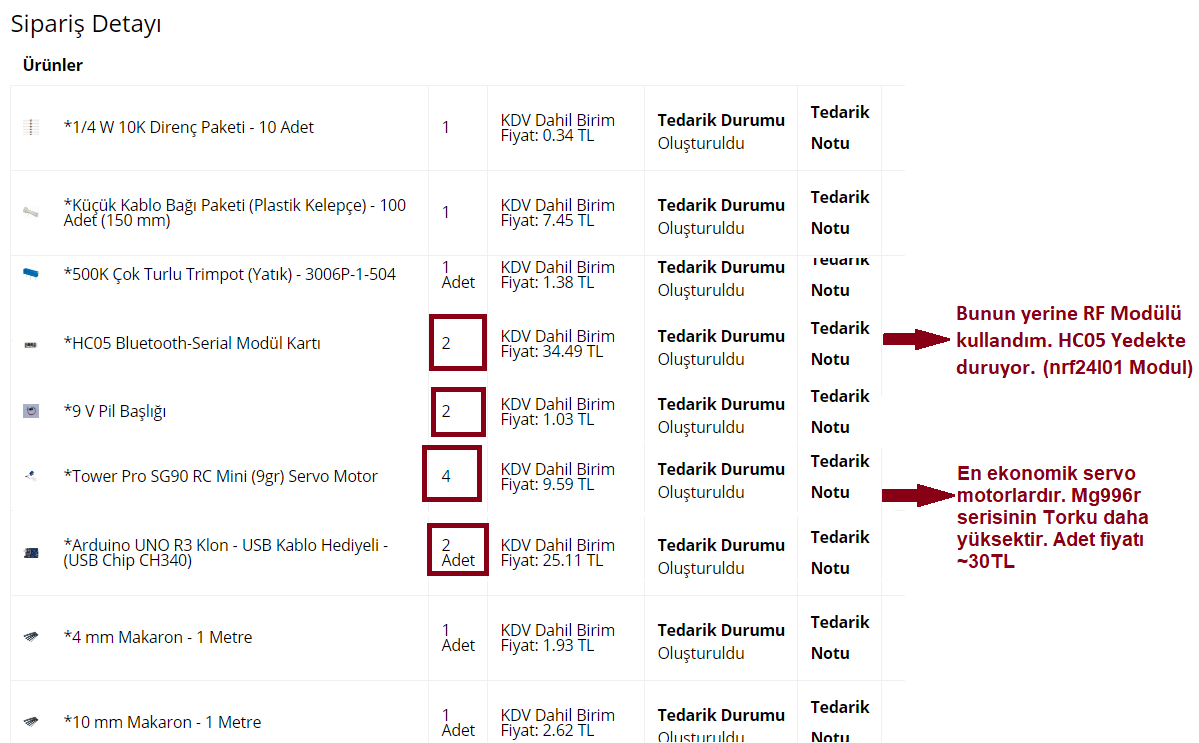 Sipariş Detayı
Ürünler
*1/4 W 10K Direnç Paketi - 10 Adet
1
KDV Dahil Birim
Fiyat: 0.34 TL
Tedarik Durumu
Oluşturuldu
Tedarik
Notu
*Küçük Kablo Bağı Paketi (Plastik Kelepçe) - 100
Adet (150 mm)
1
KDV Dahil Birim
Fiyat: 7.45 TL
Tedarik Durumu
Oluşturuldu
Tedarik
Notu
*500K Çok Turlu Trimpot (Yatık) - 3006P-1-504
1
Adet
KDV Dahil Birim
Fiyat: 1.38 TL
Tedarik Durumu
Oluşturuldu
Tedarik
Notu
*HC05 Bluetooth-Serial Modül Kartı
2
KDV Dahil Birim
Fiyat: 34.49 TL
Tedarik Durumu
Oluşturuldu
Tedarik
Notu
Bunun yerine RF Modülü
kullandım. HC05 Yedekte
duruyor. (nrf24l01 Modul)
*9 V Pil Başlığı
2
KDV Dahil Birim
Fiyat: 1.03 TL
Tedarik Durumu
Oluşturuldu
Tedarik
Notu
*Tower Pro SG90 RC Mini (9gr) Servo Motor
4
KDV Dahil Birim
Fiyat: 9.59 TL
Tedarik Durumu
Oluşturuldu
Tedarik
Notu
En ekonomik servo
motorlardır. Mg996r
serisinin Torku daha
yüksektir. Adet fiyatı
~30TL
*Arduino UNO R3 Klon - USB Kablo Hediyeli -
(USB Chip CH340)
2
Adet
KDV Dahil Birim
Fiyat: 25.11 TL
Tedarik Durumu
Oluşturuldu
Tedarik
Notu
*4 mm Makaron - 1 Metre
1
Adet
KDV Dahil Birim
Fiyat: 1.93 TL
Tedarik Durumu
Oluşturuldu
Tedarik
Notu
*10 mm Makaron - 1 Metre
1
Adet
KDV Dahil Birim
Fiyat: 2.62 TL
Tedarik Durumu
Oluşturuldu
Tedarik
Notu